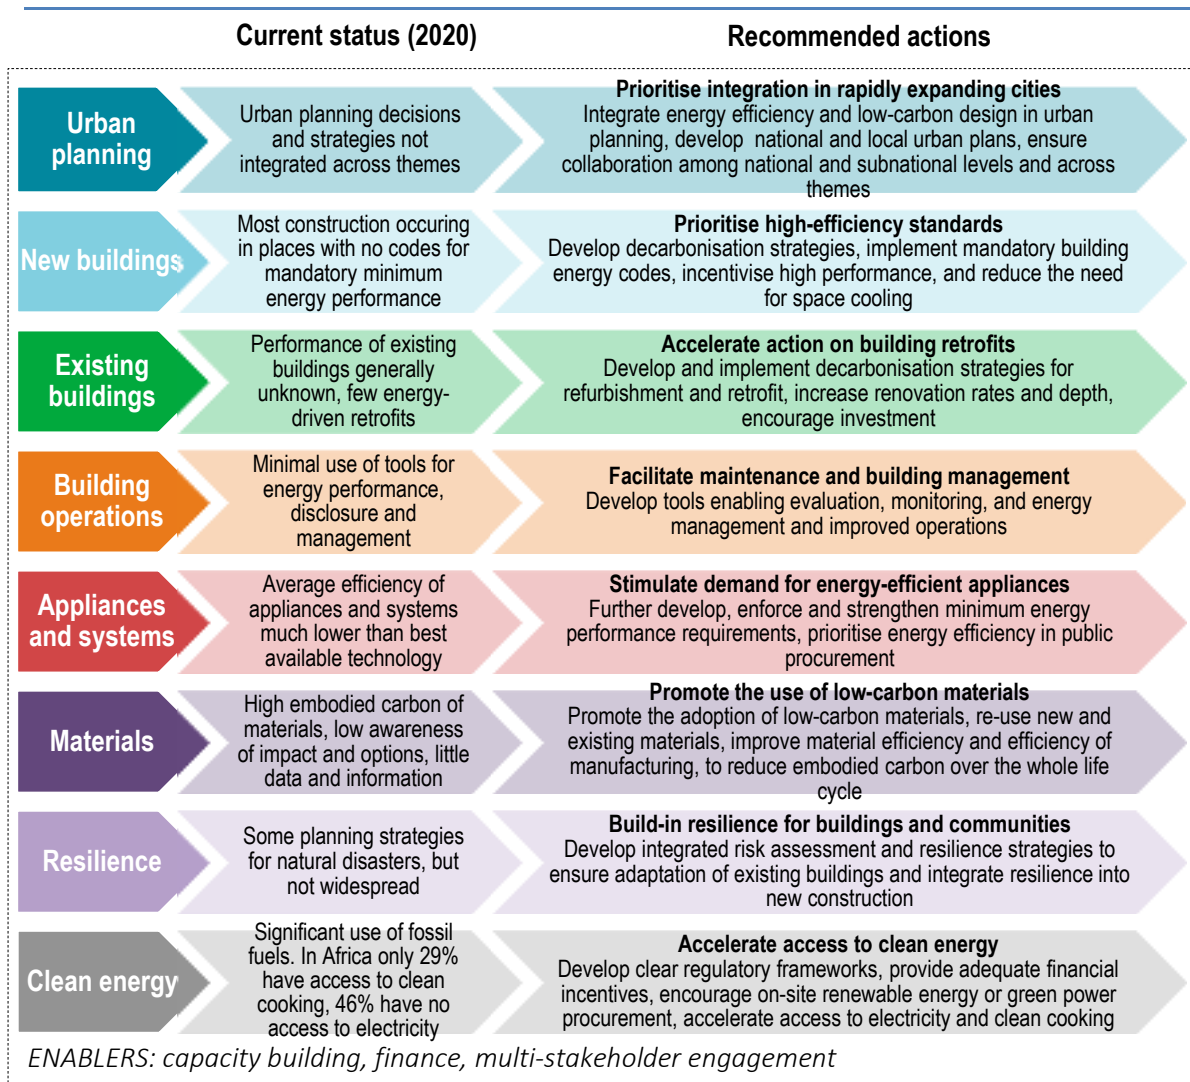 Current status (2020)
Recommended actions
Urban
planning
Urban planning decisions
and strategies not
integrated across themes
Prioritise integration in rapidly expanding cities
Integrate energy efficiency and low-carbon design in urban
planning, develop national and local urban plans, ensure
collaboration among national and subnational levels and across
themes
New buildings
Most construction occuring
in places with no codes for
mandatory minimum
energy performance
Prioritise high-efficiency standards
Develop decarbonisation strategies, implement mandatory building
energy codes, incentivise high performance, and reduce the need
for space cooling
Existing
buildings
Performance of existing
buildings generally
unknown, few energy-
driven retrofits
Accelerate action on building retrofits
Develop and implement decarbonisation strategies for
refurbishment and retrofit, increase renovation rates and depth,
encourage investment
Building
operations
Minimal use of tools for
energy performance,
disclosure and
management
Facilitate maintenance and building management
Develop tools enabling evaluation, monitoring, and energy
management and improved operations
Appliances
and systems
Average efficiency of
appliances and systems
much lower than best
available technology
Stimulate demand for energy-efficient appliances
Further develop, enforce and strengthen minimum energy
performance requirements, prioritise energy efficiency in public
procurement
Materials
High embodied carbon of
materials, low awareness
of impact and options, little
data and information
Promote the use of low-carbon materials
Promote the adoption of low-carbon materials, re-use new and
existing materials, improve material efficiency and efficiency of
manufacturing, to reduce embodied carbon over the whole life
cycle
Resilience
Some planning strategies
for natural disasters, but
not widespread
Build-in resilience for buildings and communities
Develop integrated risk assessment and resilience strategies to
ensure adaptation of existing buildings and integrate resilience into
new construction
Clean energy
Significant use of fossil
fuels. In Africa only 29%
have access to clean
cooking, 46% have no
access to electricity
Accelerate access to clean energy
Develop clear regulatory frameworks, provide adequate financial
incentives, encourage on-site renewable energy or green power
procurement, accelerate access to electricity and clean cooking
ENABLERS: capacity building, finance, multi-stakeholder engagement